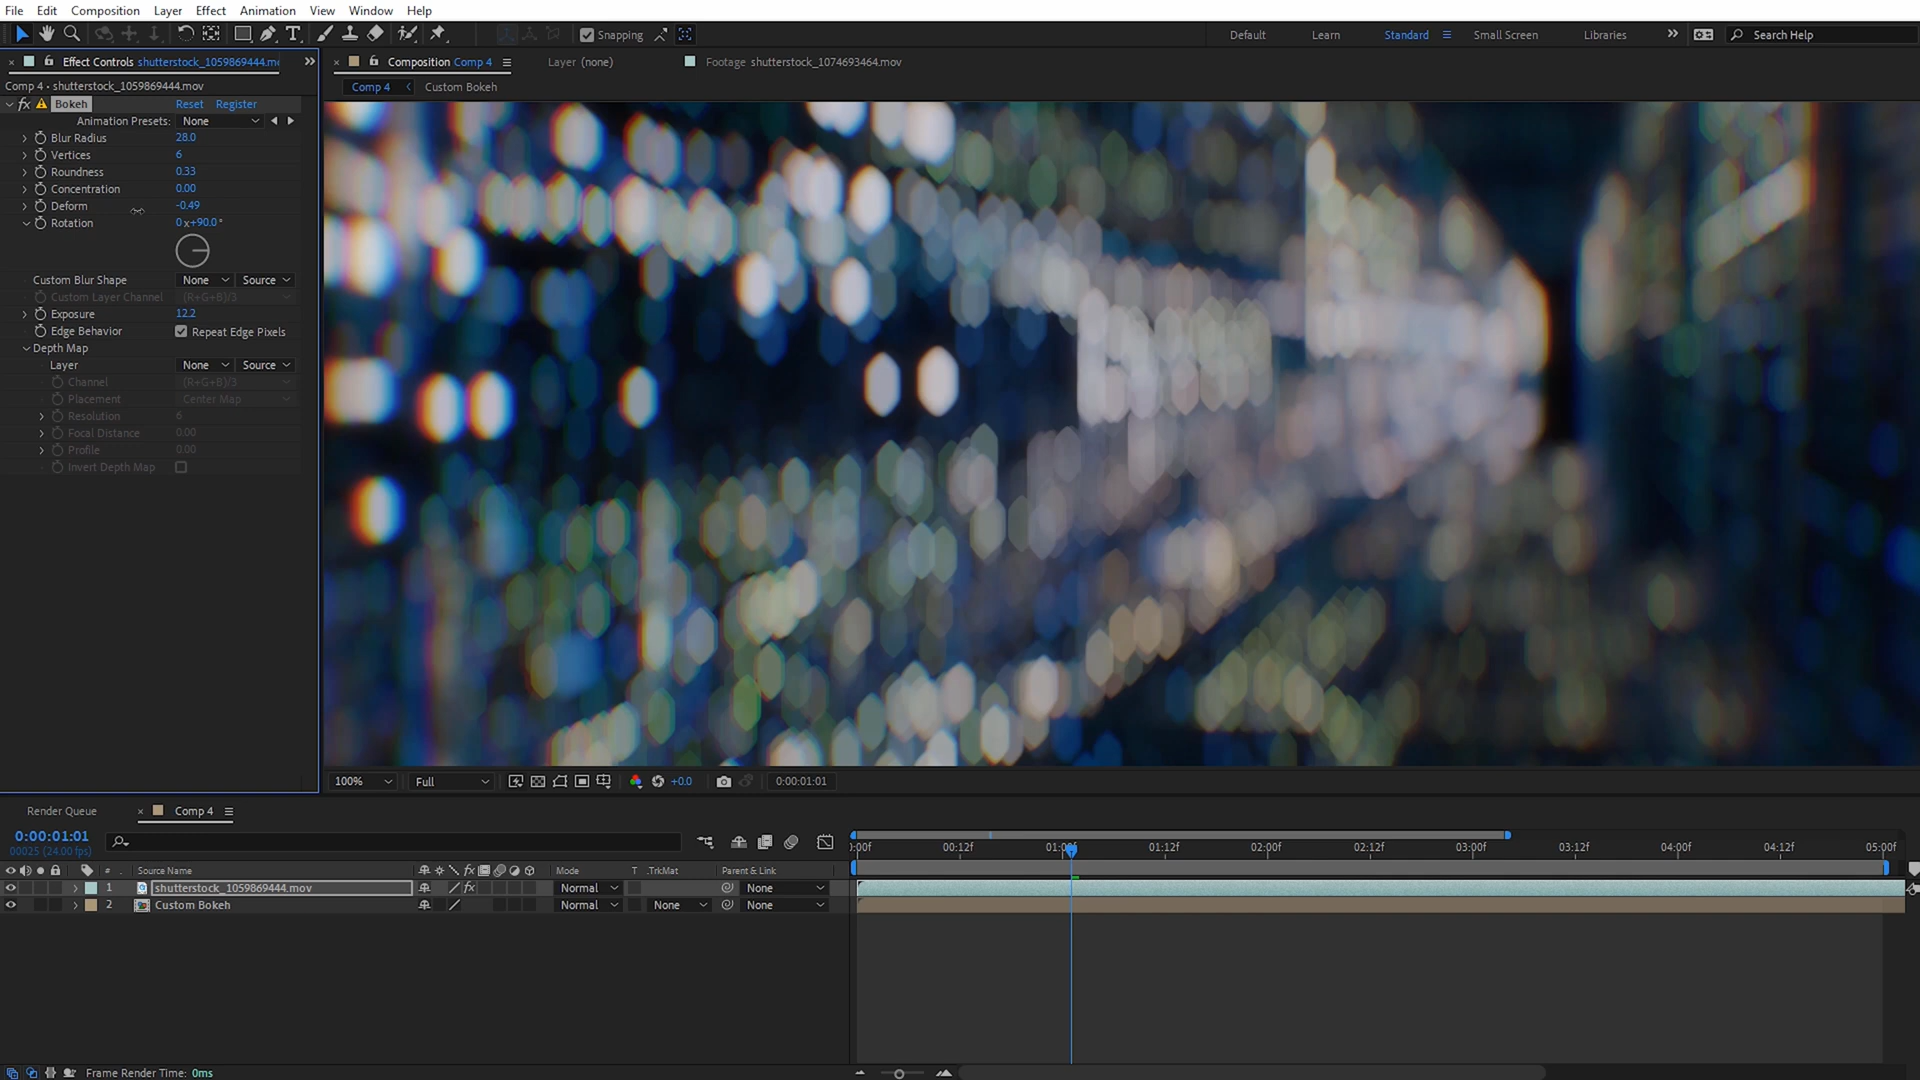 File Edit Composition Layer Effect Animation View Window Help
Snapping Default Learn Standard Small Screen Libraries Search Help
Effect Controls shutterstock_1059869444.m Composition Comp 4 Layer (none) Footage shutterstock_1074693464.mov
Comp 4 • shutterstock_1059869444.mov Comp 4 Custom Bokeh
fx Bokeh Reset Register
Animation Presets: None
Blur Radius 28.0
Vertices 6
Roundness 0.33
Concentration 0.00
Deform -0.49
Rotation 0 x+90.0°
Custom Blur Shape None Source
Custom Layer Channel (R+G+B)/3
Exposure 12.2
Edge Behavior Repeat Edge Pixels
Depth Map
Layer None Source
Channel (R+G+B)/3
Placement Center Map
Resolution 6
Focal Distance 0.00
Profile 0.00
Invert Depth Map
100% Full +0.0 0:00:01:01
Render Queue Comp 4
0:00:01:01
00025 (24.00 fps)
:00f 00:12f 01:00f 01:12f 02:00f 02:12f 03:00f 03:12f 04:00f 04:12f 05:00f
# Source Name fx Mode T .TrkMat Parent & Link
1 shutterstock_1059869444.mov fx Normal None
2 Custom Bokeh Normal None None
Frame Render Time: 0ms